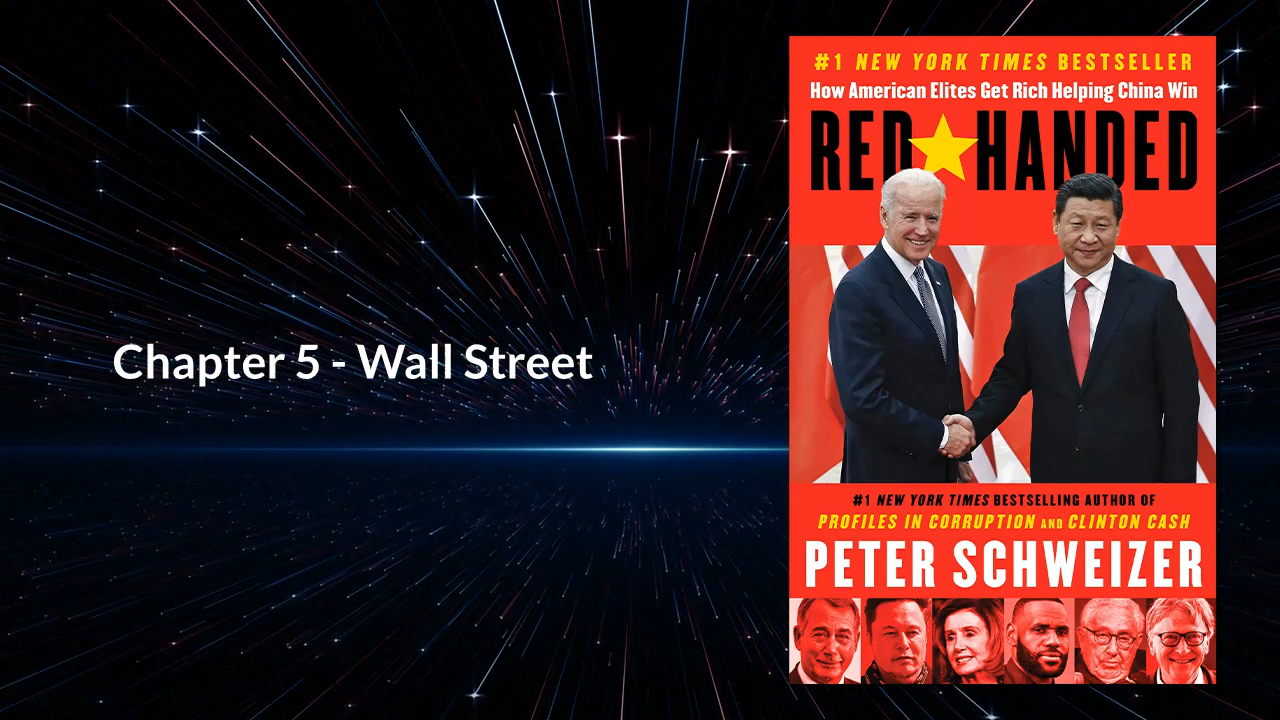 Chapter 5 - Wall Street
#1 NEW YORK TIMES BESTSELLER
How American Elites Get Rich Helping China Win
RED HANDED
#1 NEW YORK TIMES BESTSELLING AUTHOR OF
PROFILES IN CORRUPTION AND CLINTON CASH
PETER SCHWEIZER